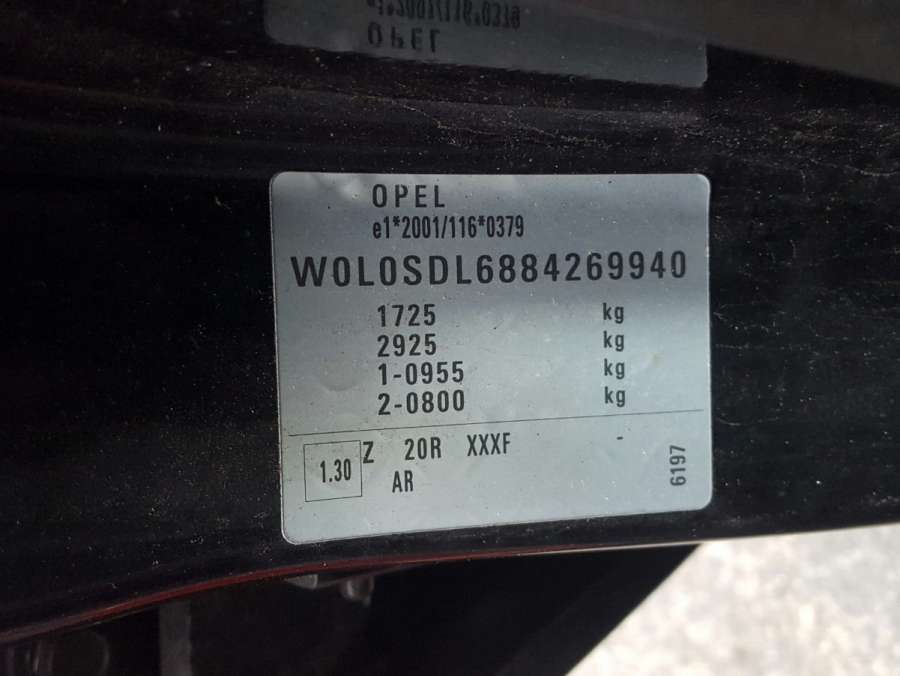 OPEL
e1*2001/116*0379
W0L0SDL6884269940
1725 kg
2925 kg
1-0955 kg
2-0800 kg
1.30 Z 20R XXXF -
AR
6197